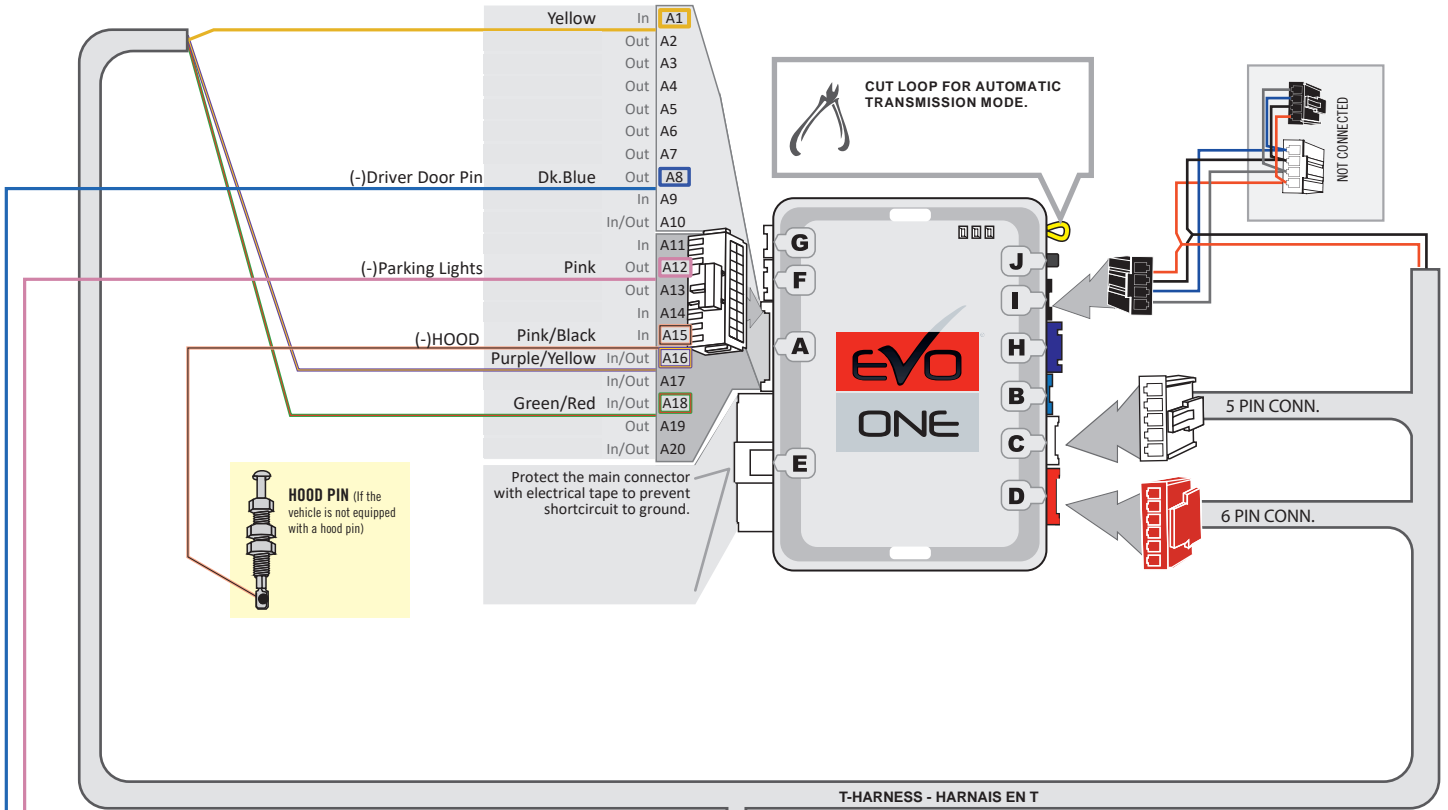 Yellow In A1
Out A2
Out A3
Out A4
Out A5
Out A6
Out A7
(-)Driver Door Pin Dk.Blue Out A8
In A9
In/Out A10
In A11
(-)Parking Lights Pink Out A12
Out A13
In A14
(-)HOOD Pink/Black In A15
Purple/Yellow In/Out A16
In/Out A17
Green/Red In/Out A18
Out A19
In/Out A20
Protect the main connector
with electrical tape to prevent
shortcircuit to ground.
HOOD PIN (If the
vehicle is not equipped
with a hood pin)
CUT LOOP FOR AUTOMATIC
TRANSMISSION MODE.
NOT CONNECTED
G
F
A
E
J
I
H
B
C
D
EVO
ONE
5 PIN CONN.
6 PIN CONN.
T-HARNESS - HARNAIS EN T